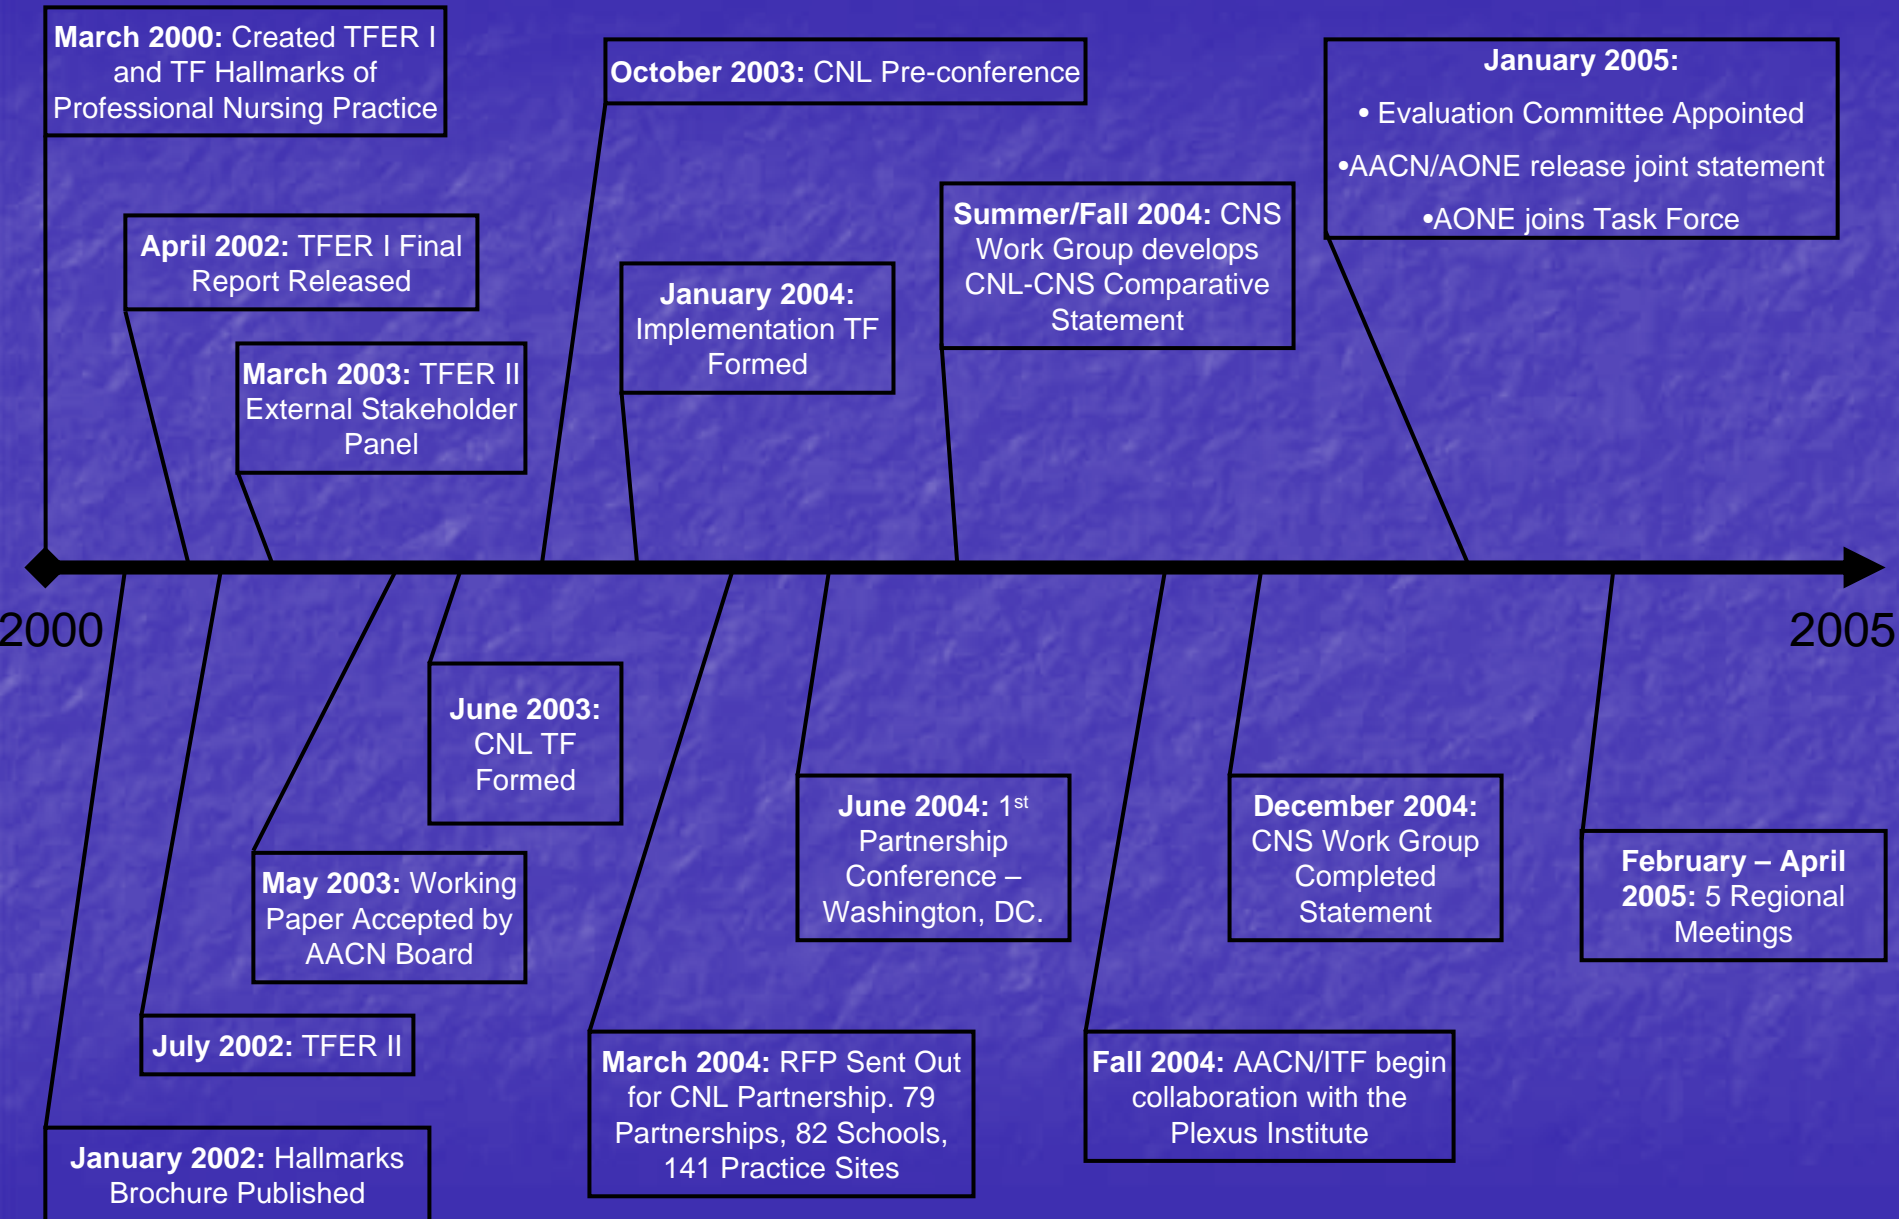 March 2000: Created TFER I
and TF Hallmarks of
Professional Nursing Practice
October 2003: CNL Pre-conference
January 2005:
• Evaluation Committee Appointed
•AACN/AONE release joint statement
•AONE joins Task Force
April 2002: TFER I Final
Report Released
Summer/Fall 2004: CNS
Work Group develops
CNL-CNS Comparative
Statement
January 2004:
Implementation TF
Formed
March 2003: TFER II
External Stakeholder
Panel
2000
2005
June 2003:
CNL TF
Formed
June 2004: 1st
Partnership
Conference –
Washington, DC.
December 2004:
CNS Work Group
Completed
Statement
February – April
2005: 5 Regional
Meetings
May 2003: Working
Paper Accepted by
AACN Board
July 2002: TFER II
March 2004: RFP Sent Out
for CNL Partnership. 79
Partnerships, 82 Schools,
141 Practice Sites
Fall 2004: AACN/ITF begin
collaboration with the
Plexus Institute
January 2002: Hallmarks
Brochure Published